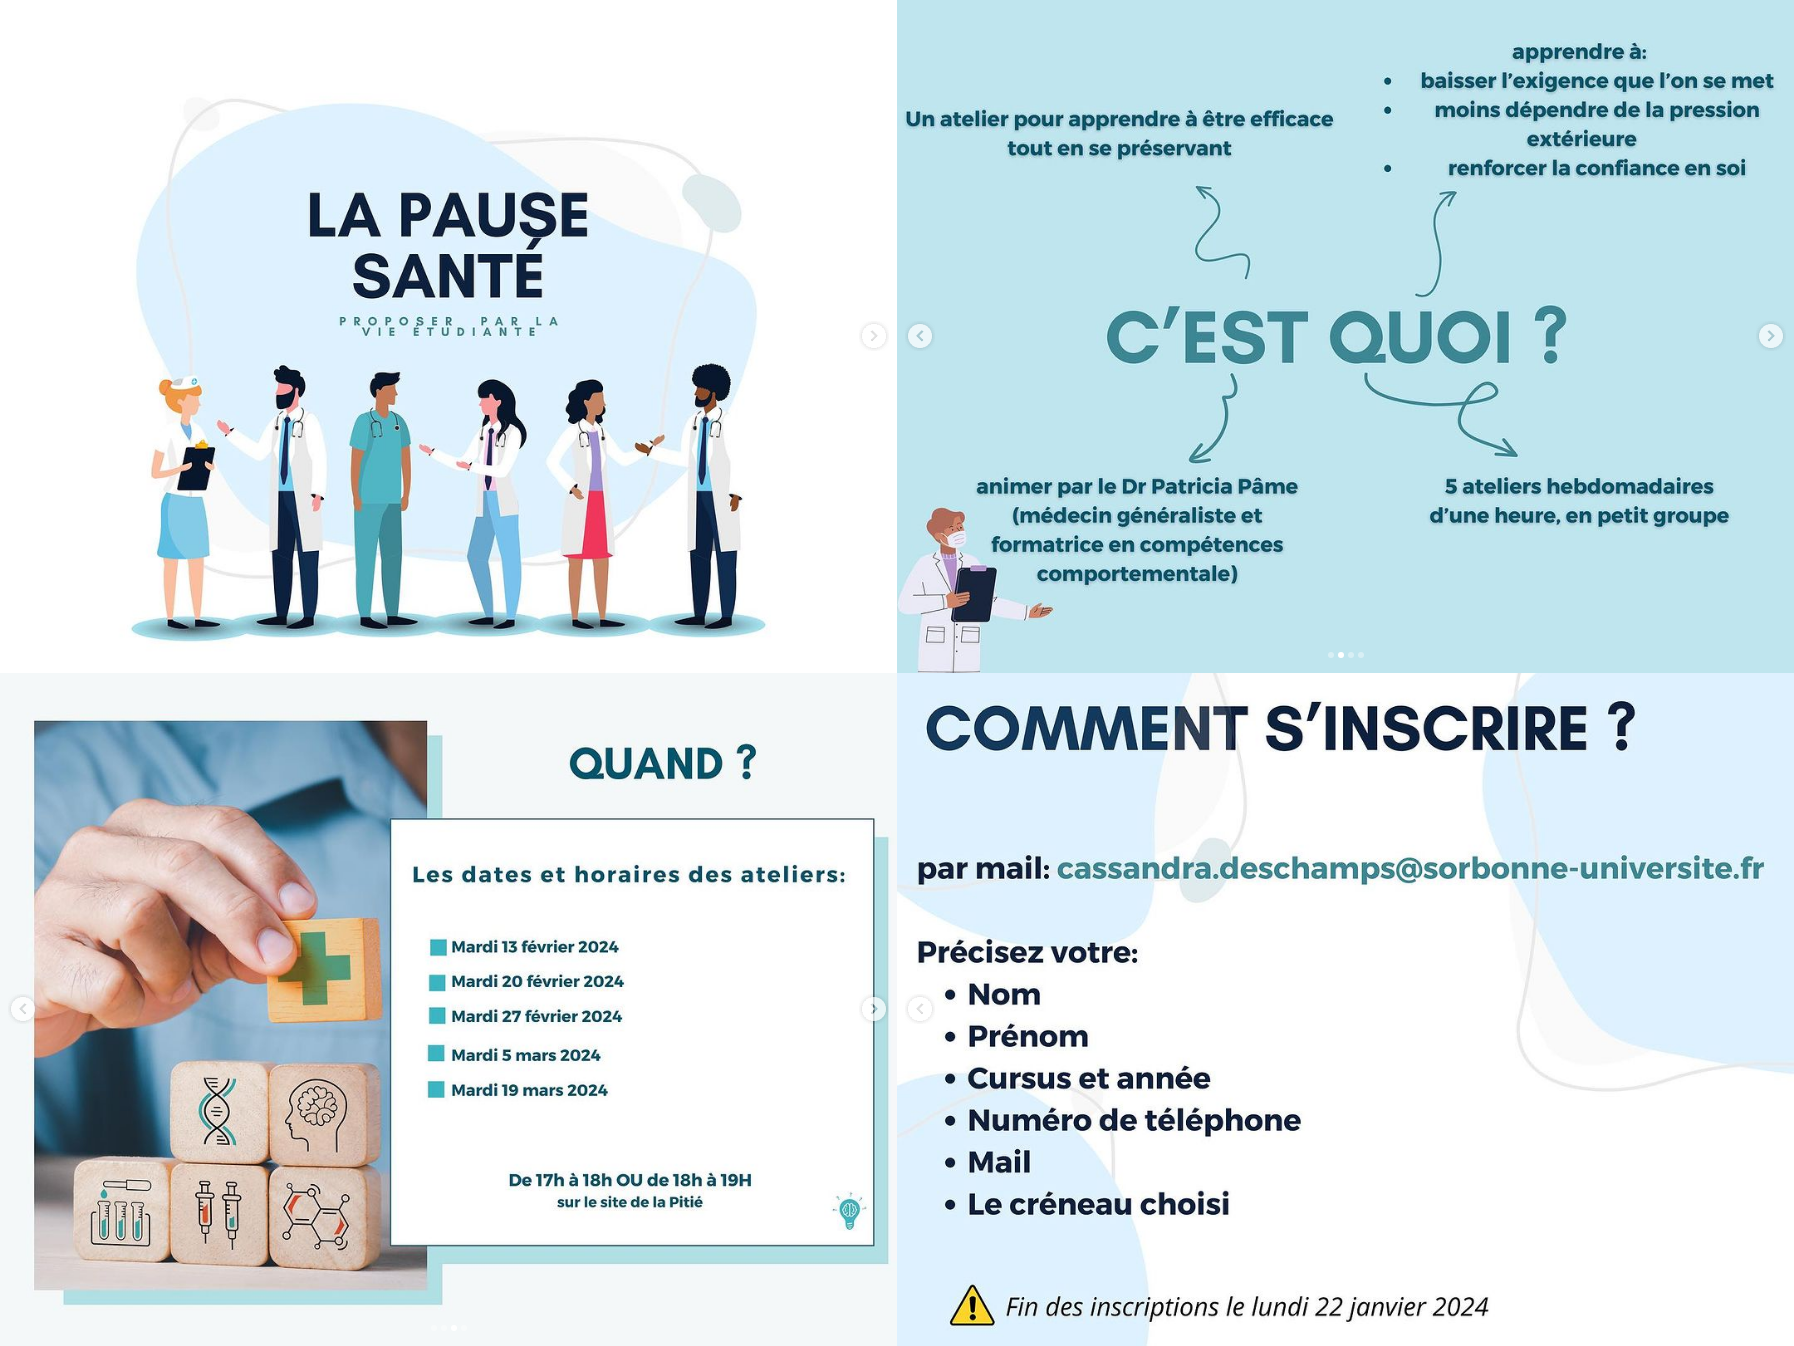 LA PAUSE
SANTÉ
PROPOSER PAR LA
VIE ÉTUDIANTE
apprendre à:
• baisser l'exigence que l'on se met
• moins dépendre de la pression
extérieure
• renforcer la confiance en soi
Un atelier pour apprendre à être efficace
tout en se préservant
C'EST QUOI ?
animer par le Dr Patricia Pâme
(médecin généraliste et
formatrice en compétences
comportementale)
5 ateliers hebdomadaires
d'une heure, en petit groupe
QUAND ?
Les dates et horaires des ateliers:
Mardi 13 février 2024
Mardi 20 février 2024
Mardi 27 février 2024
Mardi 5 mars 2024
Mardi 19 mars 2024
De 17h à 18h OU de 18h à 19H
sur le site de la Pitié
COMMENT S'INSCRIRE ?
par mail: cassandra.deschamps@sorbonne-universite.fr
Précisez votre:
• Nom
• Prénom
• Cursus et année
• Numéro de téléphone
• Mail
• Le créneau choisi
Fin des inscriptions le lundi 22 janvier 2024